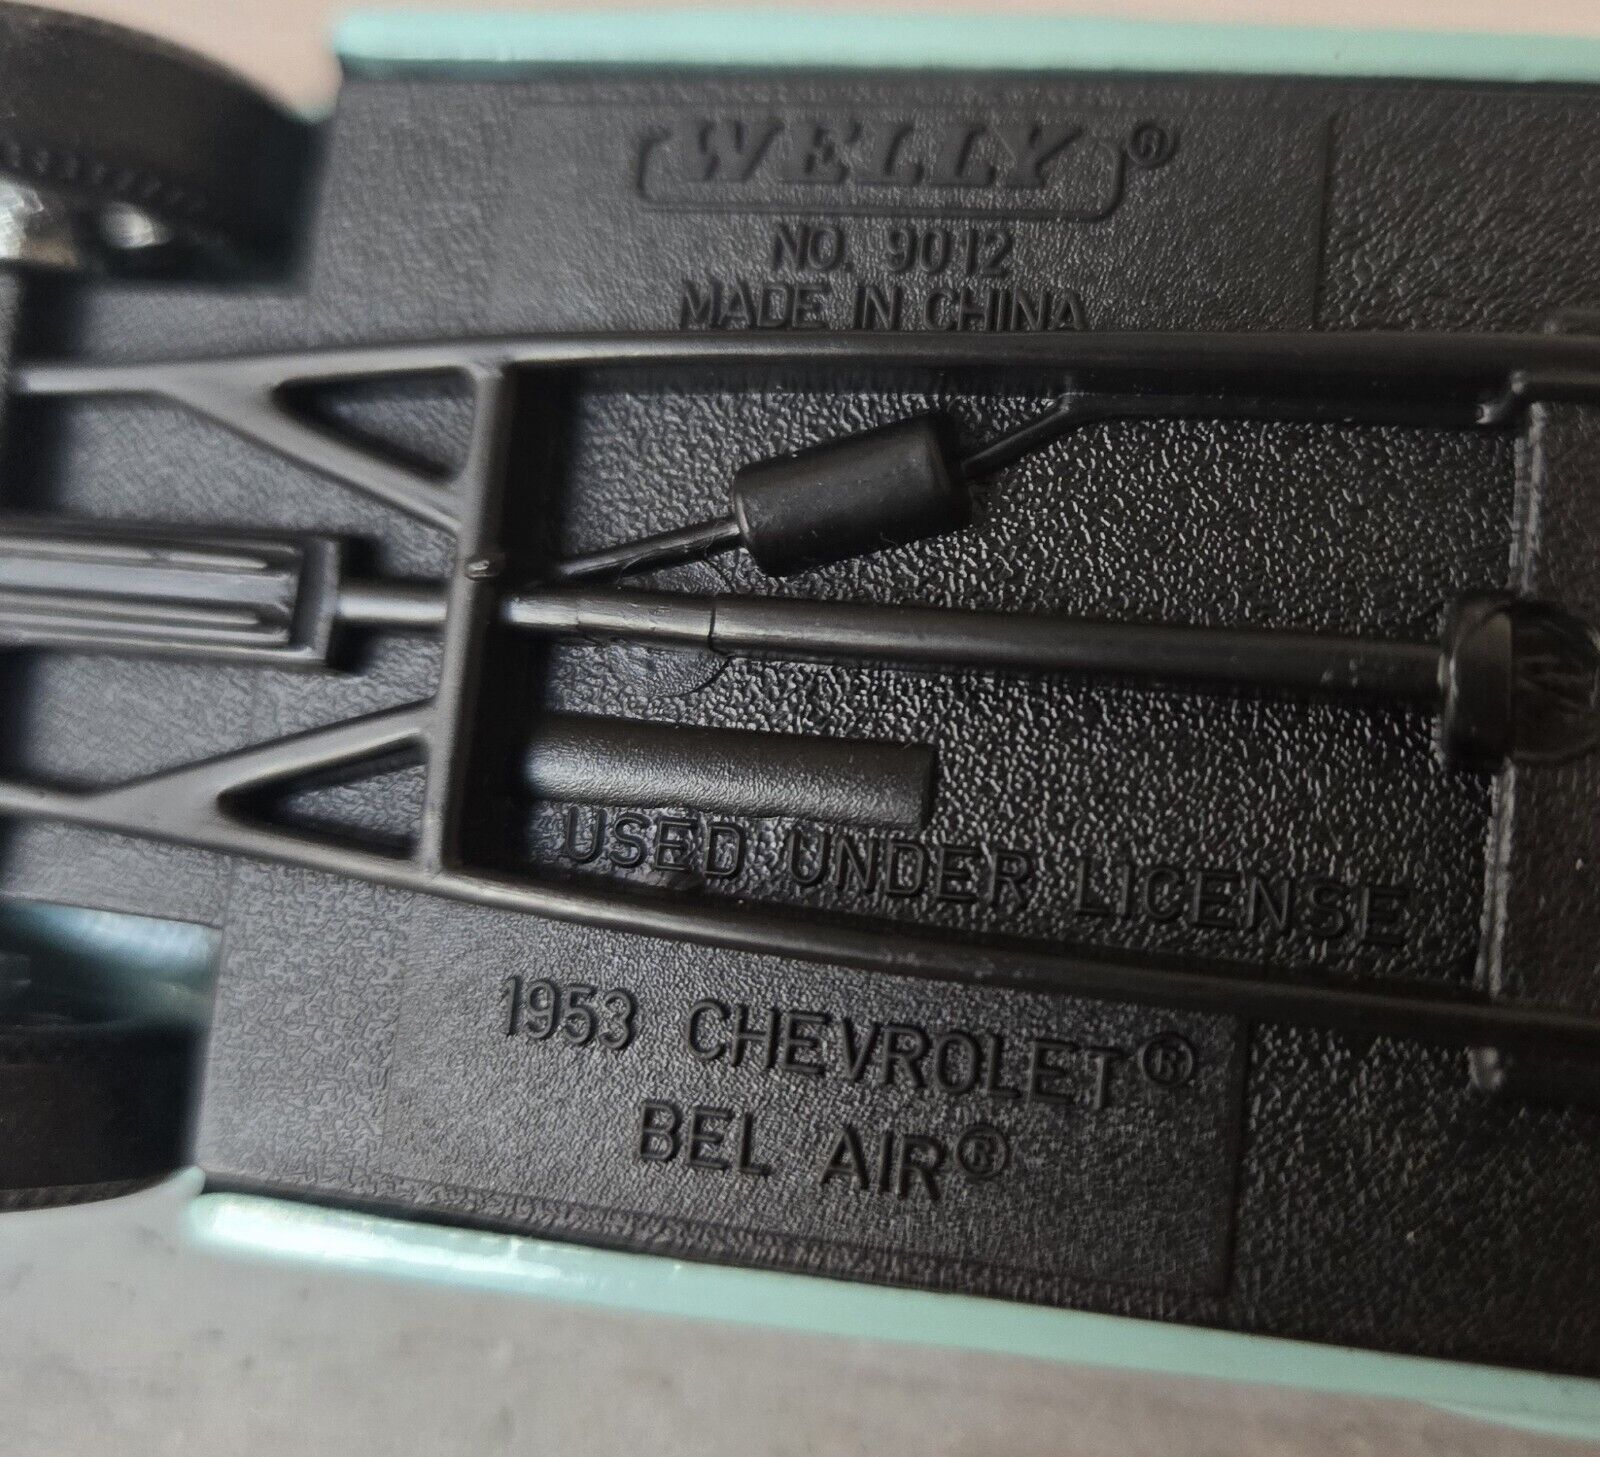 WELLY®
NO. 9012
MADE IN CHINA
USED UNDER LICENSE
1953 CHEVROLET®
BEL AIR®